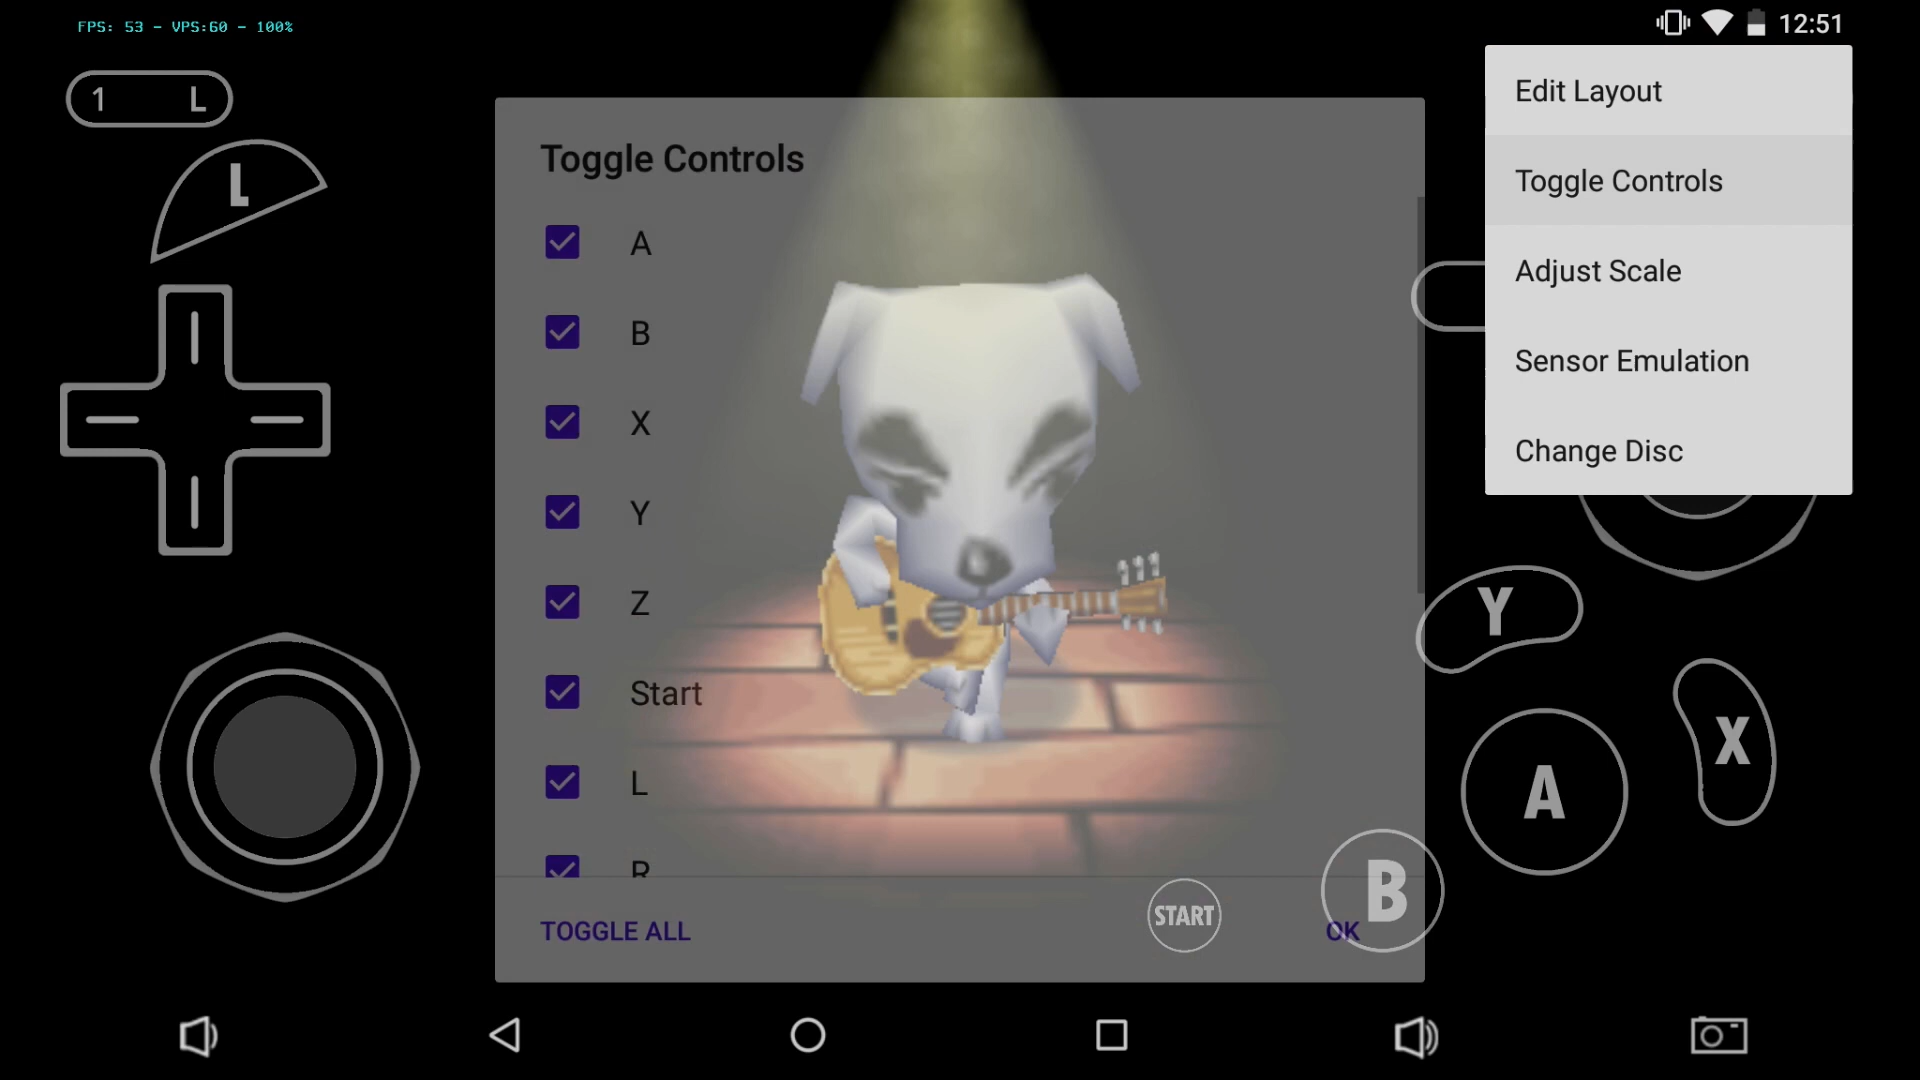 FPS: 53 - VPS:60 - 100%
12:51
1 L
L
Edit Layout
Toggle Controls
Adjust Scale
Sensor Emulation
Change Disc
Toggle Controls
A
B
X
Y
Z
Start
L
R
TOGGLE ALL
OK
START
Y
X
A
B